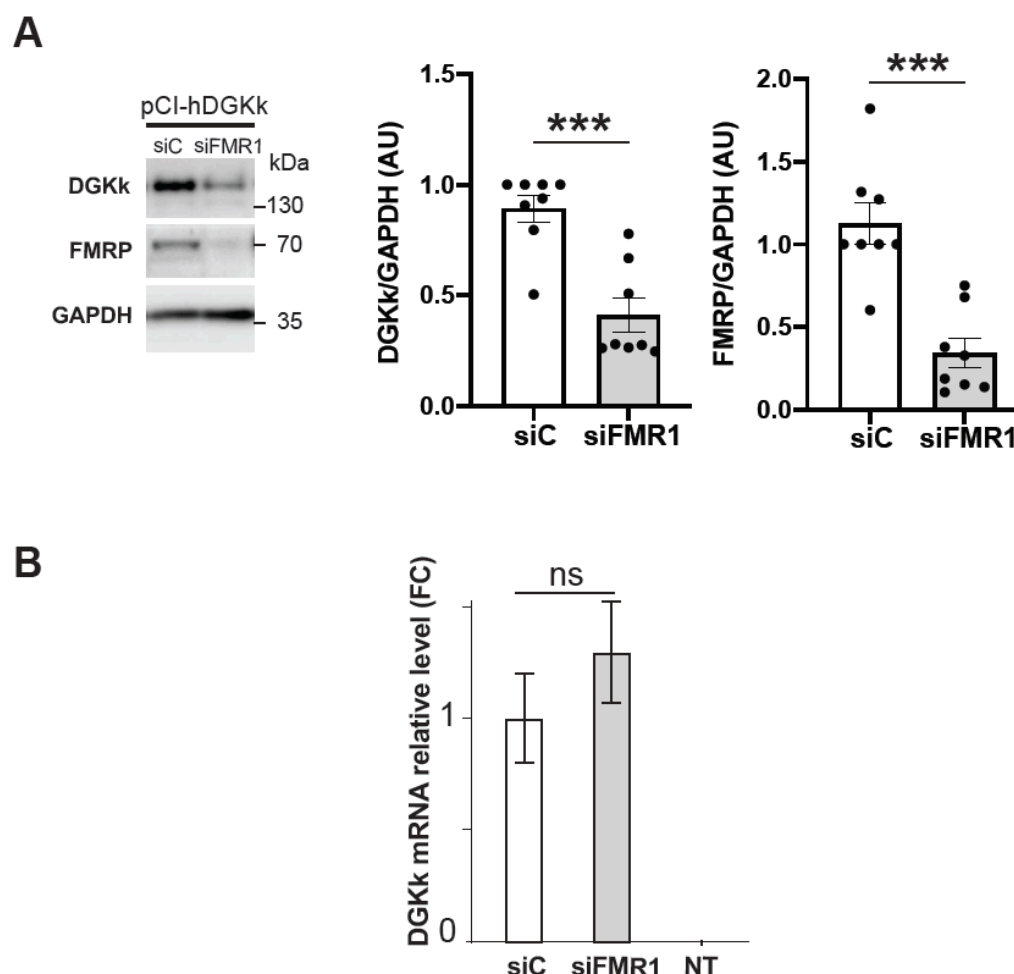 A
pCI-hDGKk
siC siFMR1
kDa
DGKk
130
FMRP
70
GAPDH
35
DGKk/GAPDH (AU)
1.5
1.0
0.5
0.0
***
siC siFMR1
FMRP/GAPDH (AU)
2.0
1.5
1.0
0.5
0.0
***
siC siFMR1
B
DGKk mRNA relative level (FC)
1
0
ns
siC siFMR1 NT